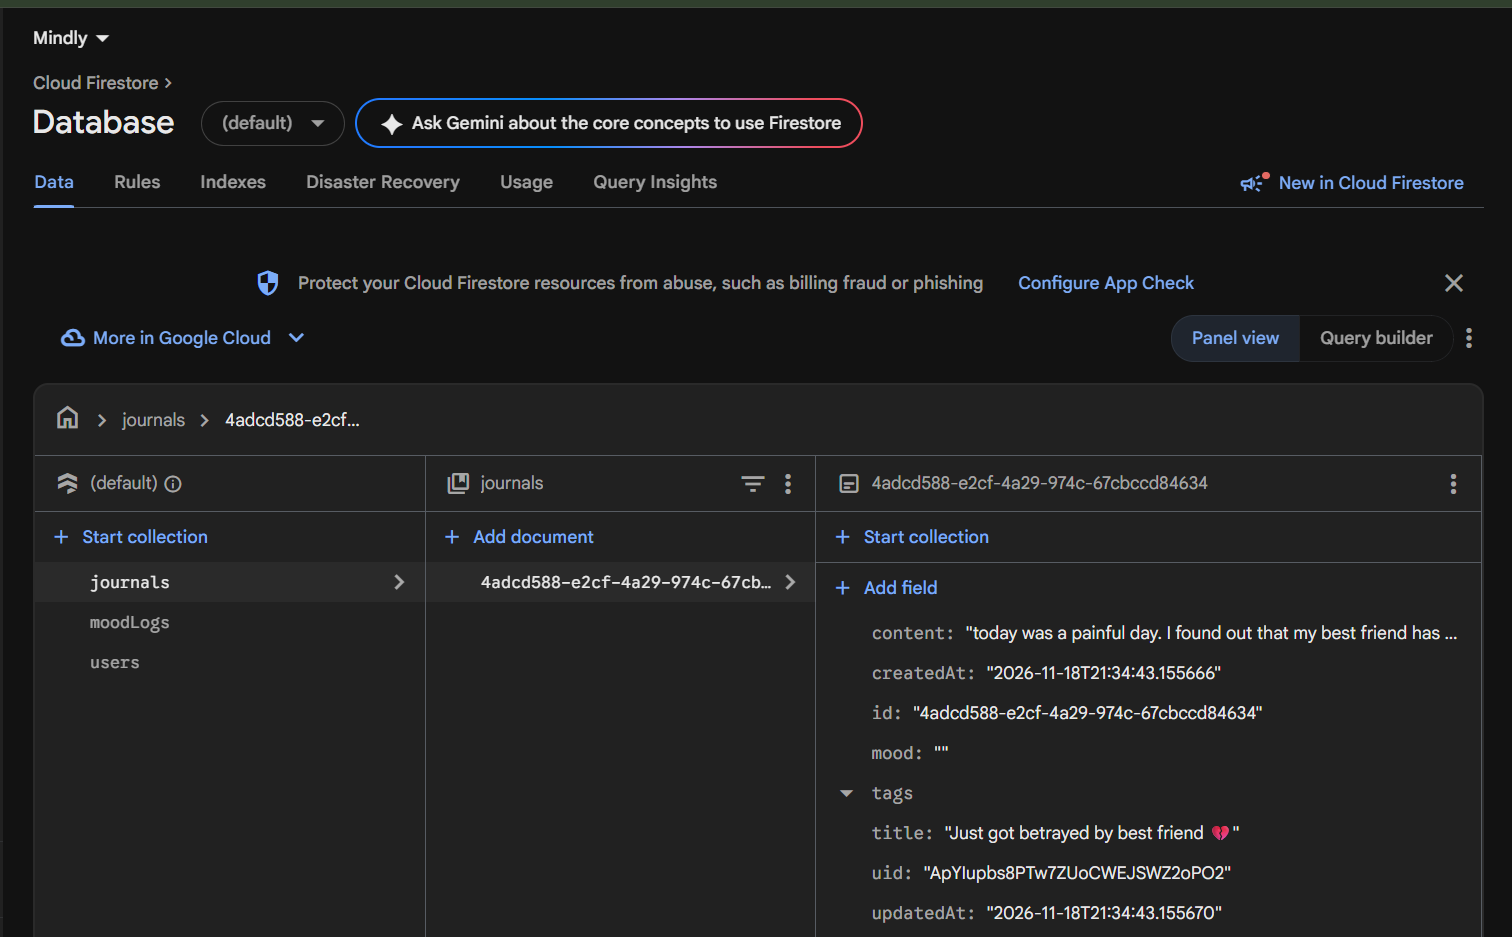 Mindly
Cloud Firestore
Database
(default)
Ask Gemini about the core concepts to use Firestore
Data
Rules
Indexes
Disaster Recovery
Usage
Query Insights
New in Cloud Firestore
Protect your Cloud Firestore resources from abuse, such as billing fraud or phishing
Configure App Check
More in Google Cloud
Panel view
Query builder
journals
4adcd588-e2cf...
(default)
journals
4adcd588-e2cf-4a29-974c-67cbccd84634
+ Start collection
+ Add document
+ Start collection
journals
moodLogs
users
4adcd588-e2cf-4a29-974c-67cb...
+ Add field
content: "today was a painful day. I found out that my best friend has ...
createdAt: "2026-11-18T21:34:43.155666"
id: "4adcd588-e2cf-4a29-974c-67cbccd84634"
mood: ""
tags
title: "Just got betrayed by best friend 💔"
uid: "ApYIupbs8PTw7ZUoCWEJSWZ2oPO2"
updatedAt: "2026-11-18T21:34:43.155670"